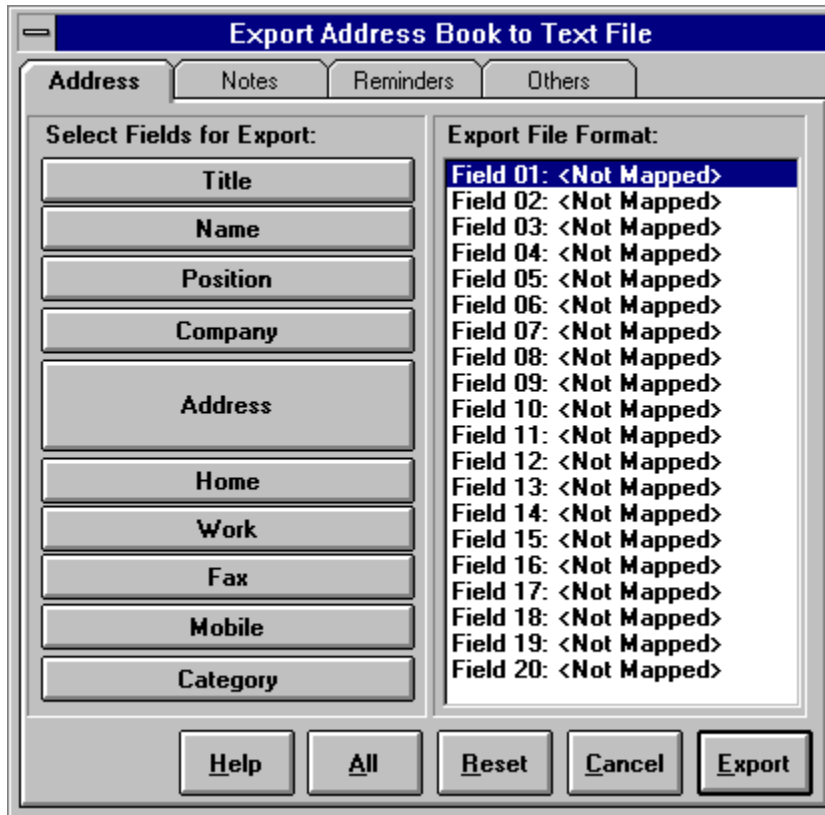 Export Address Book to Text File
Address Notes Reminders Others
Select Fields for Export:
Title
Name
Position
Company
Address
Home
Work
Fax
Mobile
Category
Export File Format:
Field 01: <Not Mapped>
Field 02: <Not Mapped>
Field 03: <Not Mapped>
Field 04: <Not Mapped>
Field 05: <Not Mapped>
Field 06: <Not Mapped>
Field 07: <Not Mapped>
Field 08: <Not Mapped>
Field 09: <Not Mapped>
Field 10: <Not Mapped>
Field 11: <Not Mapped>
Field 12: <Not Mapped>
Field 13: <Not Mapped>
Field 14: <Not Mapped>
Field 15: <Not Mapped>
Field 16: <Not Mapped>
Field 17: <Not Mapped>
Field 18: <Not Mapped>
Field 19: <Not Mapped>
Field 20: <Not Mapped>
Help All Reset Cancel Export